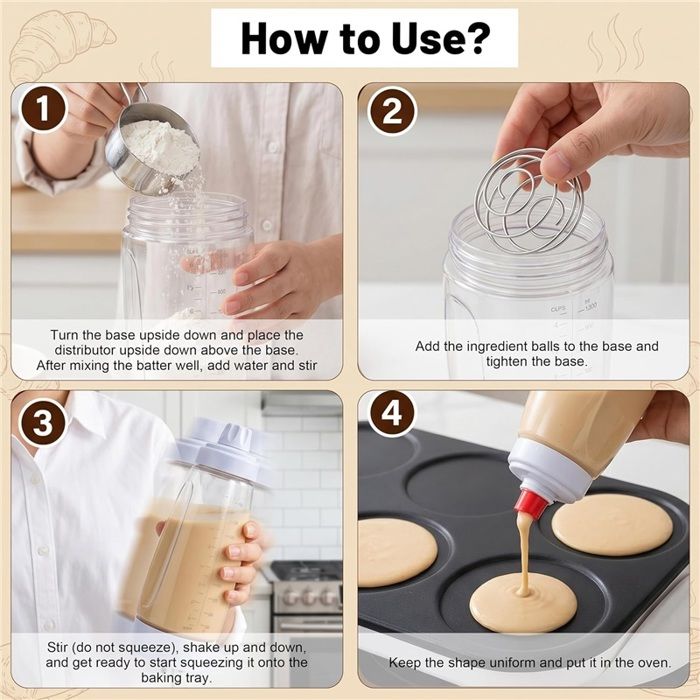 How to Use?
1
Turn the base upside down and place the
distributor upside down above the base.
After mixing the batter well, add water and stir
2
CUPS
ml
1200
Add the ingredient balls to the base and
tighten the base.
3
Stir (do not squeeze), shake up and down,
and get ready to start squeezing it onto the
baking tray.
4
Keep the shape uniform and put it in the oven.